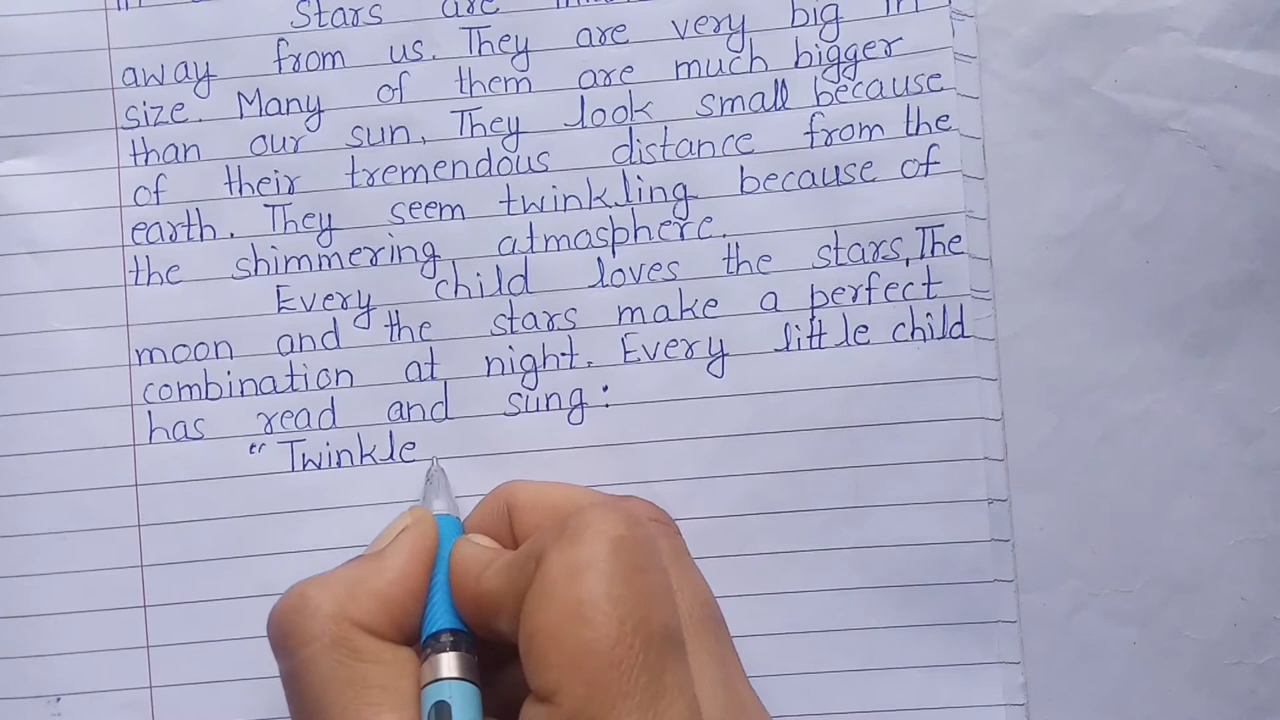 Stars are
away from us. They are very big in
size. Many of them are much bigger
than our sun. They look small because
of their tremendous distance from the
earth. They seem twinkling because of
the shimmering atmasphere.
Every child loves the stars. The
moon and the stars make a perfect
combination at night. Every little child
has read and sung:
“Twinkle